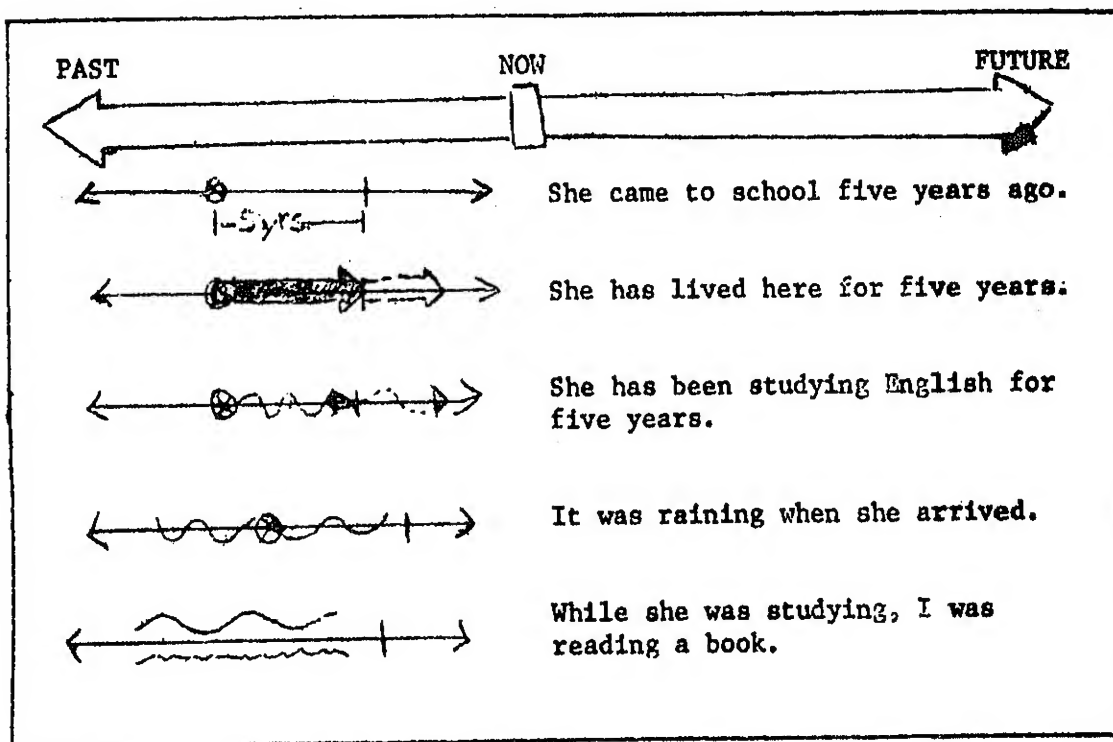 PAST NOW FUTURE
She came to school five years ago.
5 yrs
She has lived here for five years.
She has been studying English for
five years.
It was raining when she arrived.
While she was studying, I was
reading a book.